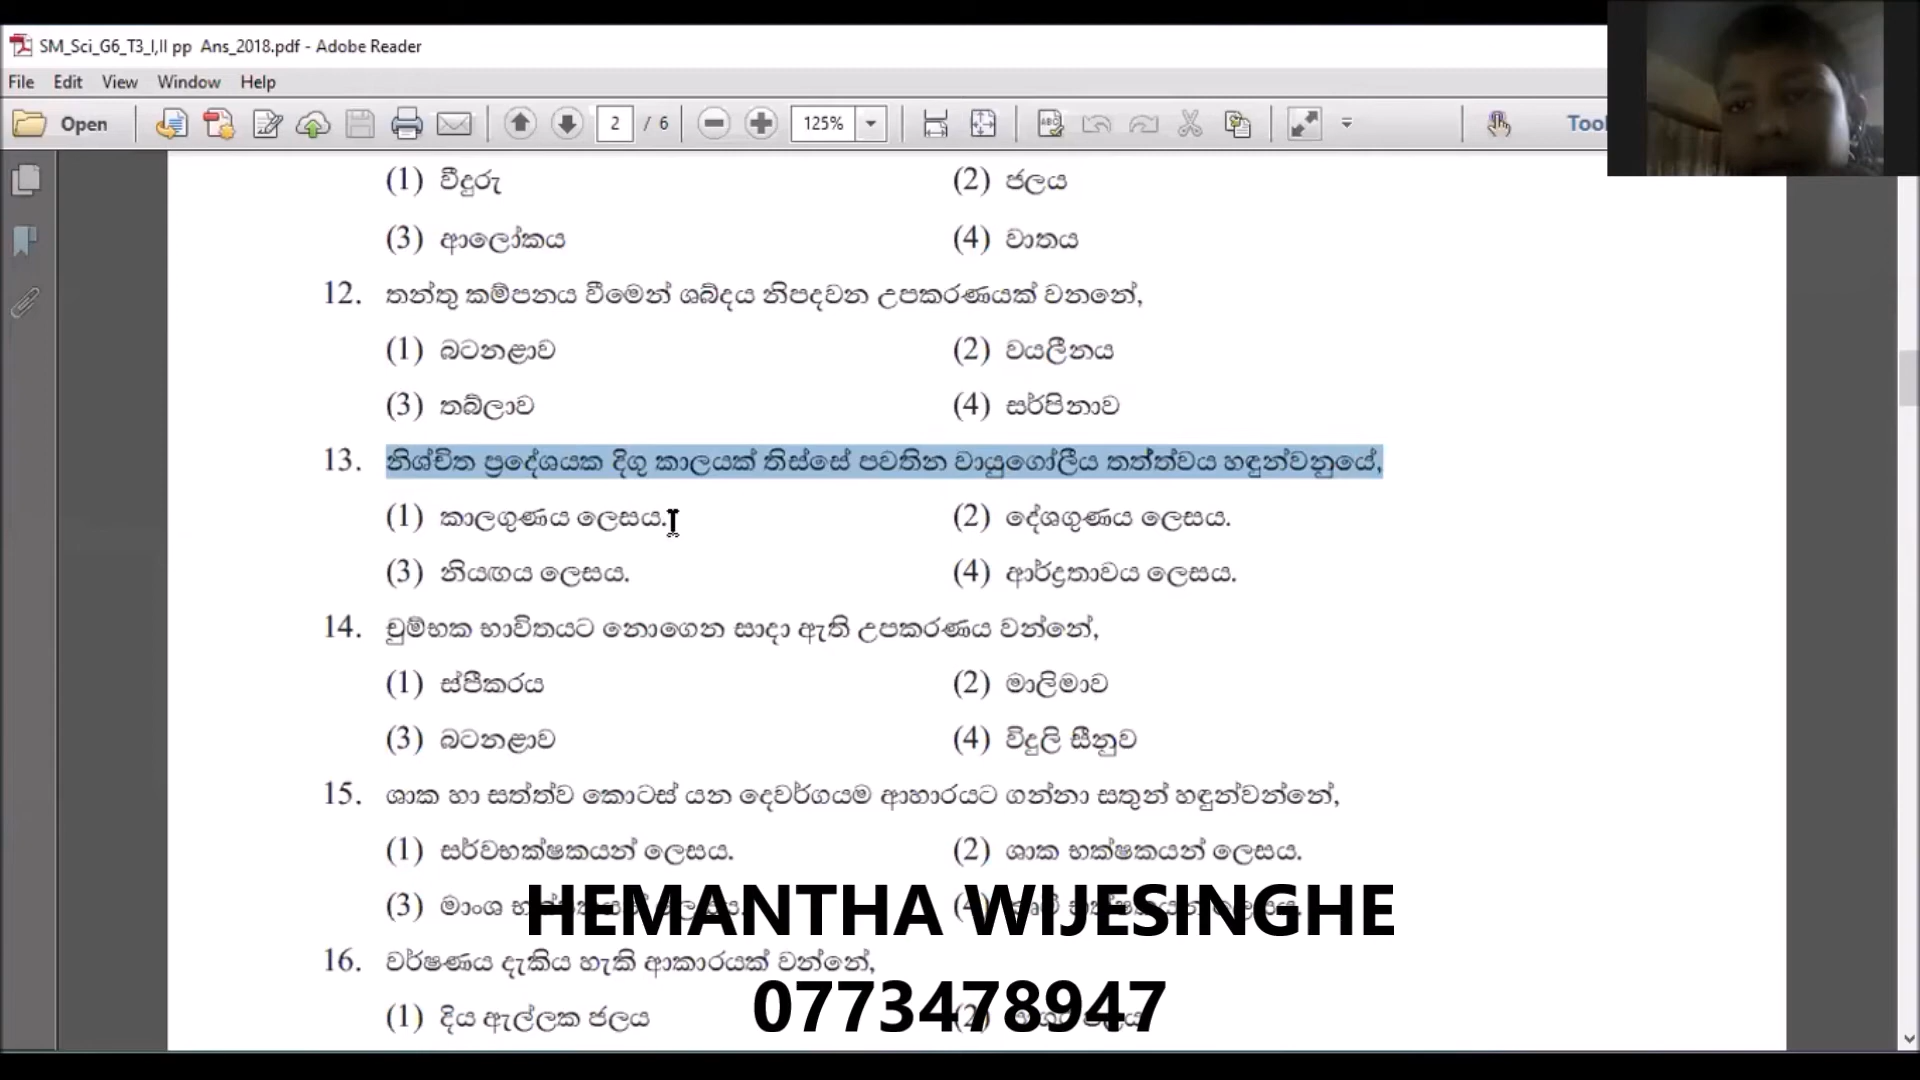 SM_Sci_G6_T3_I,II pp Ans_2018.pdf - Adobe Reader
File Edit View Window Help
Open 2 / 6 125%
(1) වීදුරු (2) ජලය
(3) ආලෝකය (4) වාතය
12. තන්තු කම්පනය වීමෙන් ශබ්දය නිපදවන උපකරණයක් වනනේ,
(1) බටනළාව (2) වයලීනය
(3) තබ්ලාව (4) සර්පිනාව
13. නිශ්චිත ප්‍රදේශයක දිගු කාලයක් තිස්සේ පවතින වායුගෝලීය තත්ත්වය හඳුන්වනුයේ,
(1) කාලගුණය ලෙසය. (2) දේශගුණය ලෙසය.
(3) නියඟය ලෙසය. (4) ආර්ද්‍රතාවය ලෙසය.
14. චුම්භක භාවිතයට නොගෙන සාදා ඇති උපකරණය වන්නේ,
(1) ස්පීකරය (2) මාලිමාව
(3) බටනළාව (4) විදුලි සීනුව
15. ශාක හා සත්ත්ව කොටස් යන දෙවර්ගයම ආහාරයට ගන්නා සතුන් හඳුන්වන්නේ,
(1) සර්වභක්ෂකයන් ලෙසය. (2) ශාක භක්ෂකයන් ලෙසය.
(3) මාංශ
HEMANTHA WIJESINGHE
16. වර්ෂණය දැකිය හැකි ආකාරයක් වන්නේ,
(1) දිය ඇල්ලක ජලය (2)
0773478947